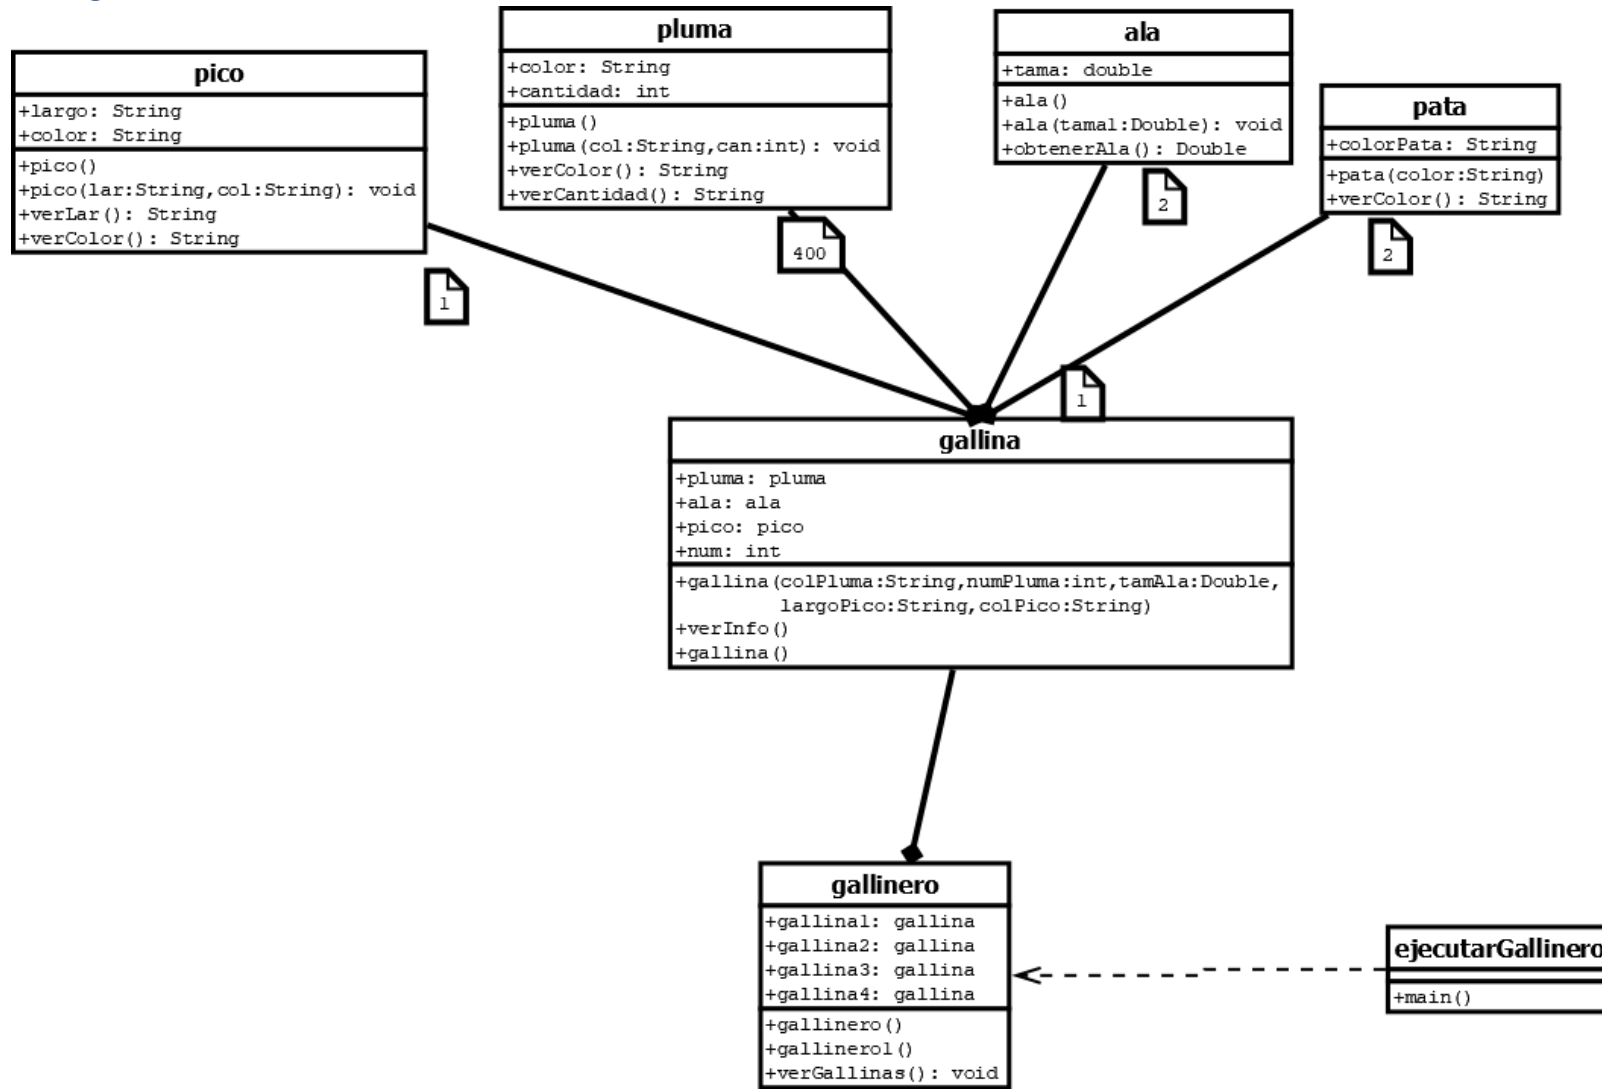 pico
+largo: String
+color: String
+pico()
+pico(lar:String,col:String): void
+verLar(): String
+verColor(): String
1
pluma
+color: String
+cantidad: int
+pluma()
+pluma(col:String,can:int): void
+verColor(): String
+verCantidad(): String
400
ala
+tama: double
+ala()
+ala(tamal:Double): void
+obtenerAla(): Double
2
pata
+colorPata: String
+pata(color:String)
+verColor(): String
2
1
gallina
+pluma: pluma
+ala: ala
+pico: pico
+num: int
+gallina(colPluma:String,numPluma:int,tamAla:Double,
largoPico:String,colPico:String)
+verInfo()
+gallina()
gallinero
+gallina1: gallina
+gallina2: gallina
+gallina3: gallina
+gallina4: gallina
+gallinero()
+gallinero1()
+verGallinas(): void
ejecutarGallinero
+main()